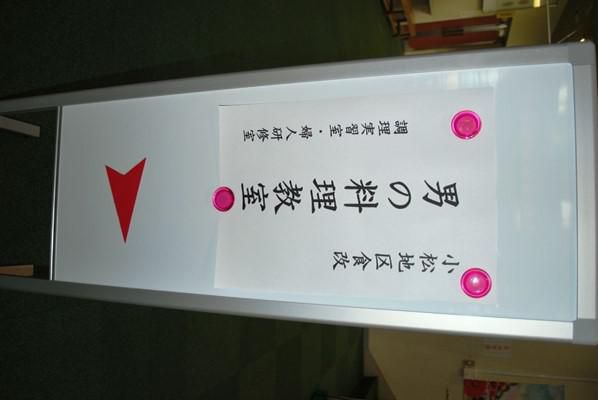 小松地区食改
男の料理教室
調理実習室・婦人研修室